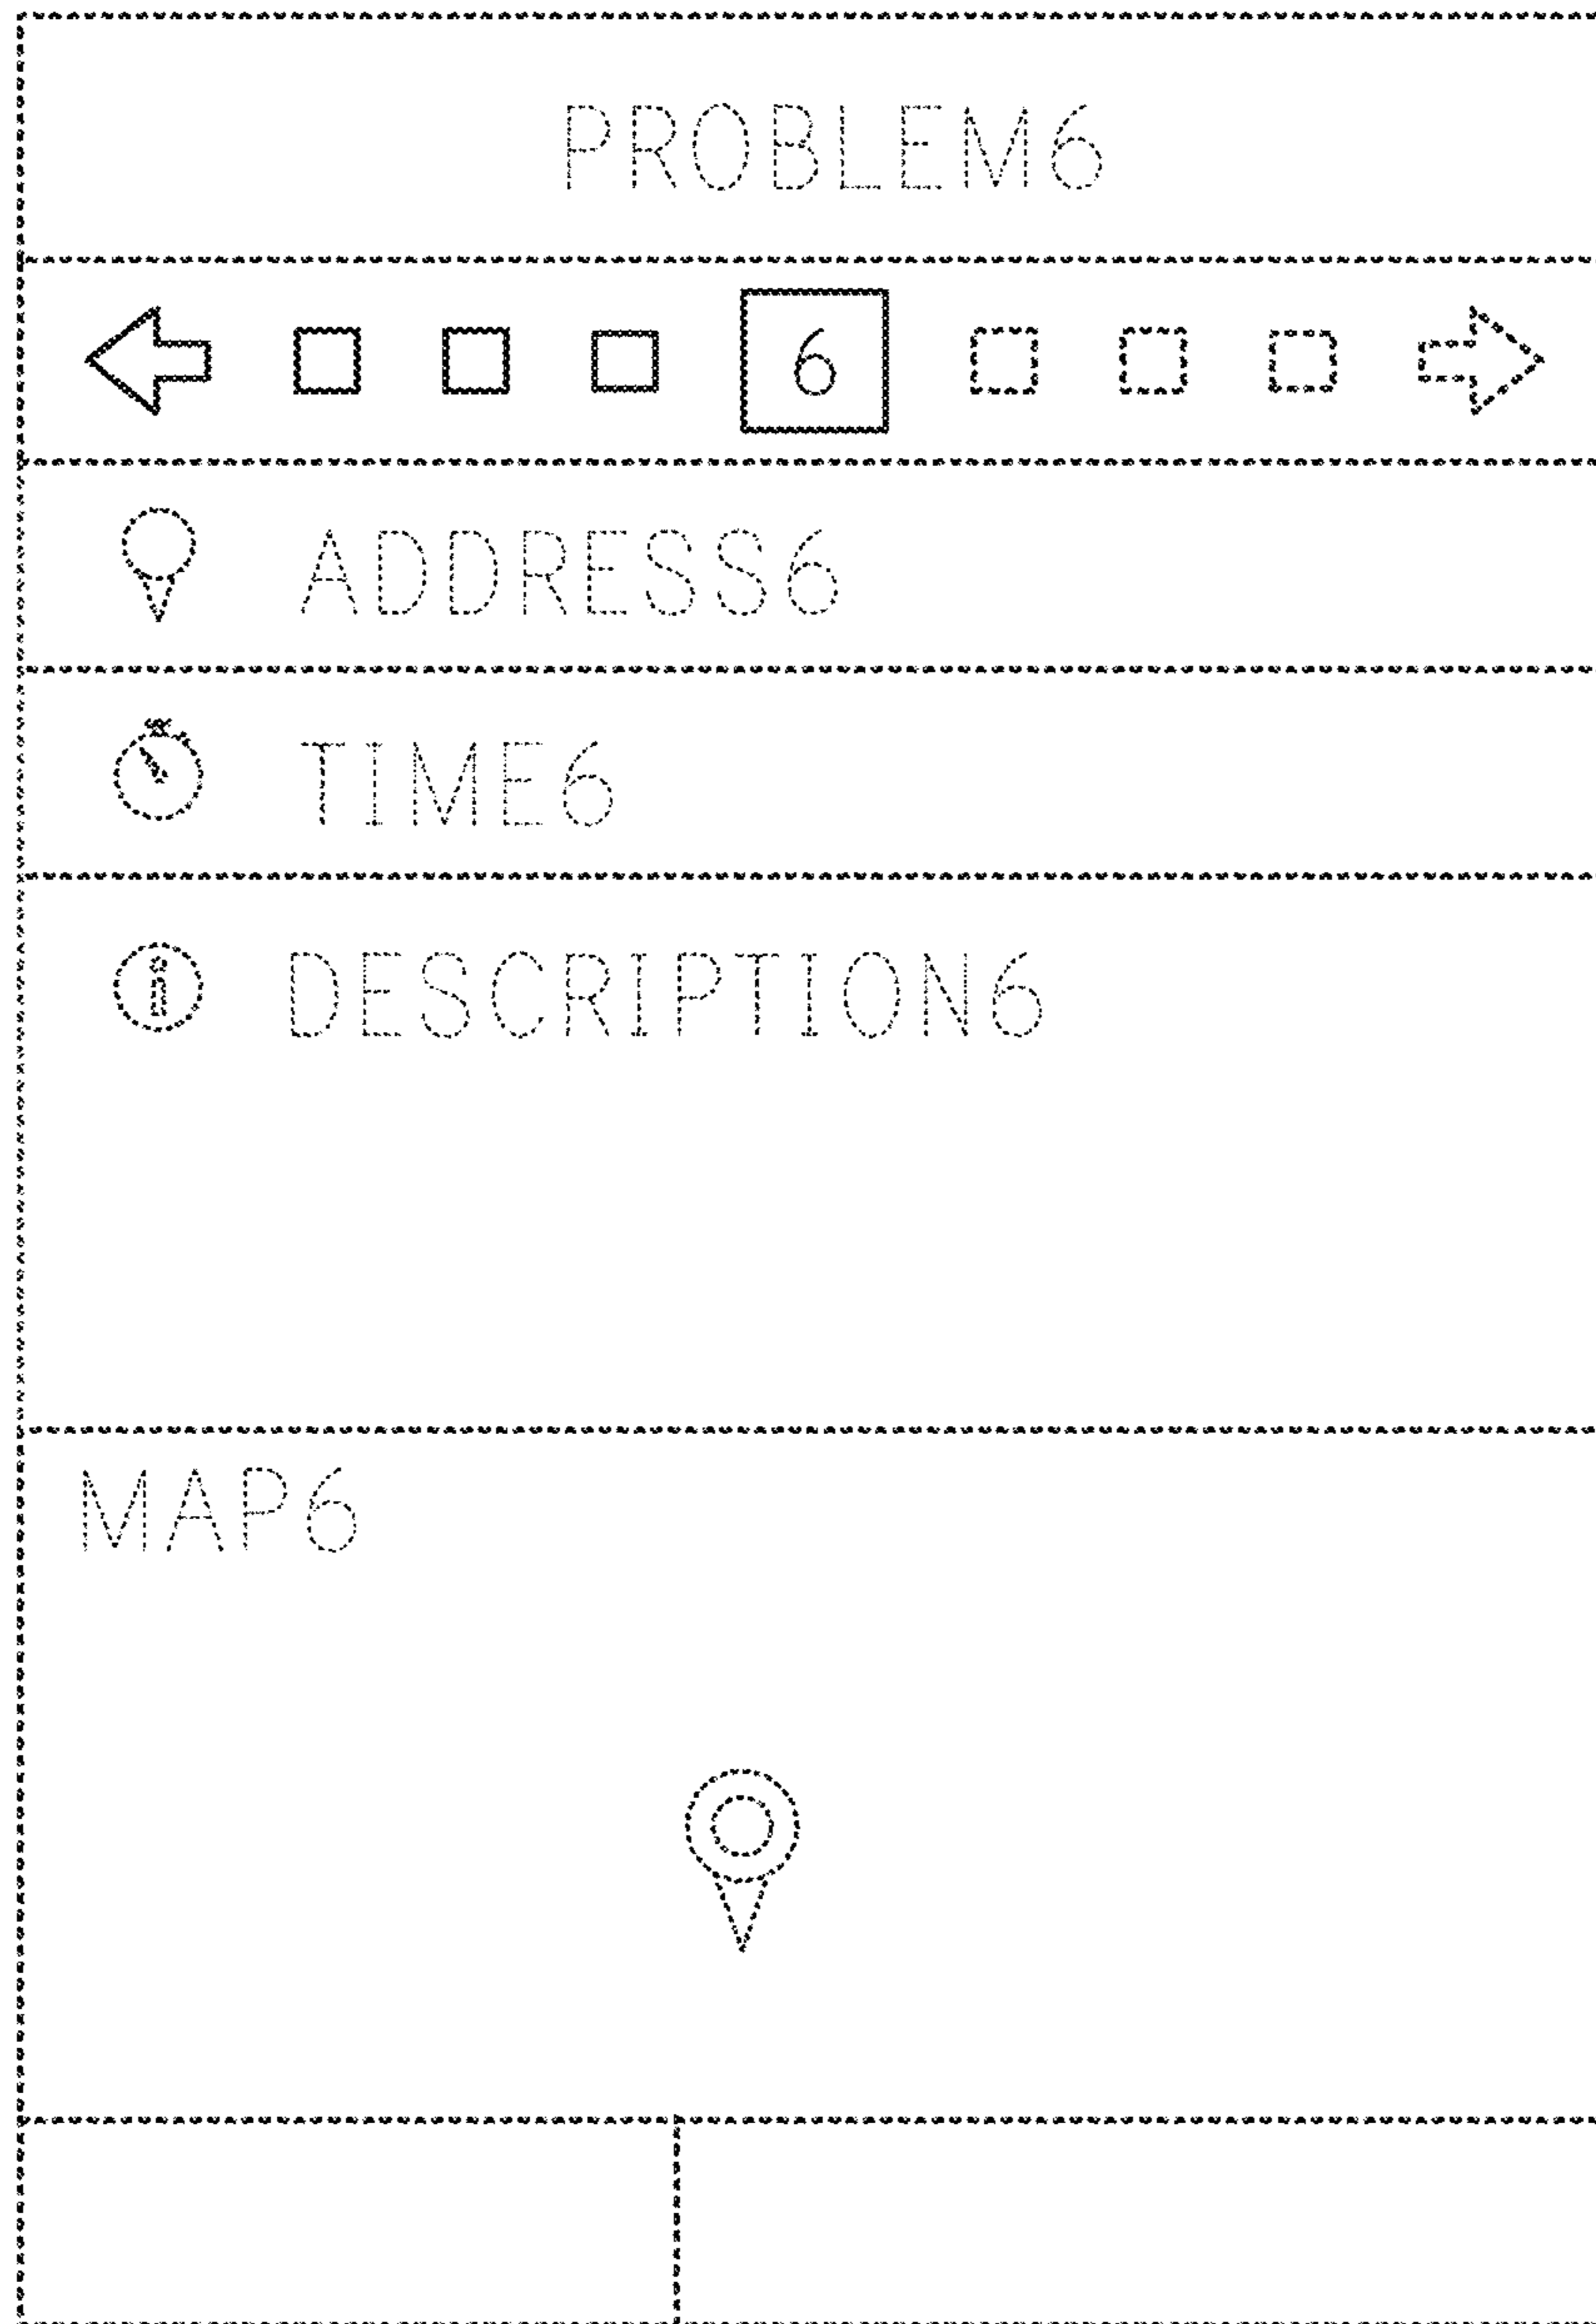 PROBLEM6
6
ADDRESS6
TIME6
i DESCRIPTION6
MAP6